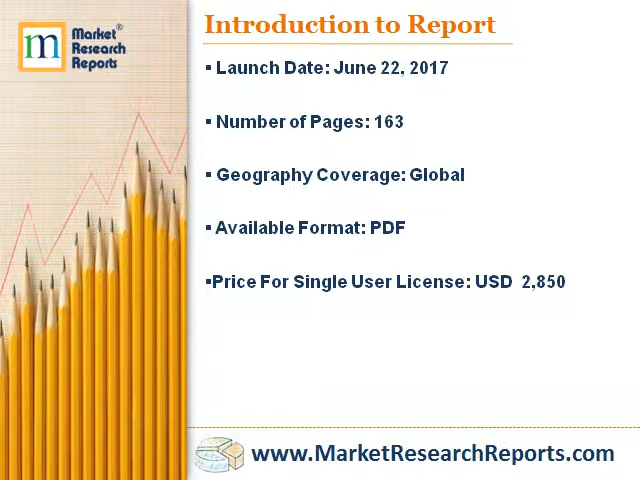 m
Market®
Research
Reports
Introduction to Report
▪ Launch Date: June 22, 2017
▪ Number of Pages: 163
▪ Geography Coverage: Global
▪ Available Format: PDF
▪Price For Single User License: USD  2,850
www.MarketResearchReports.com